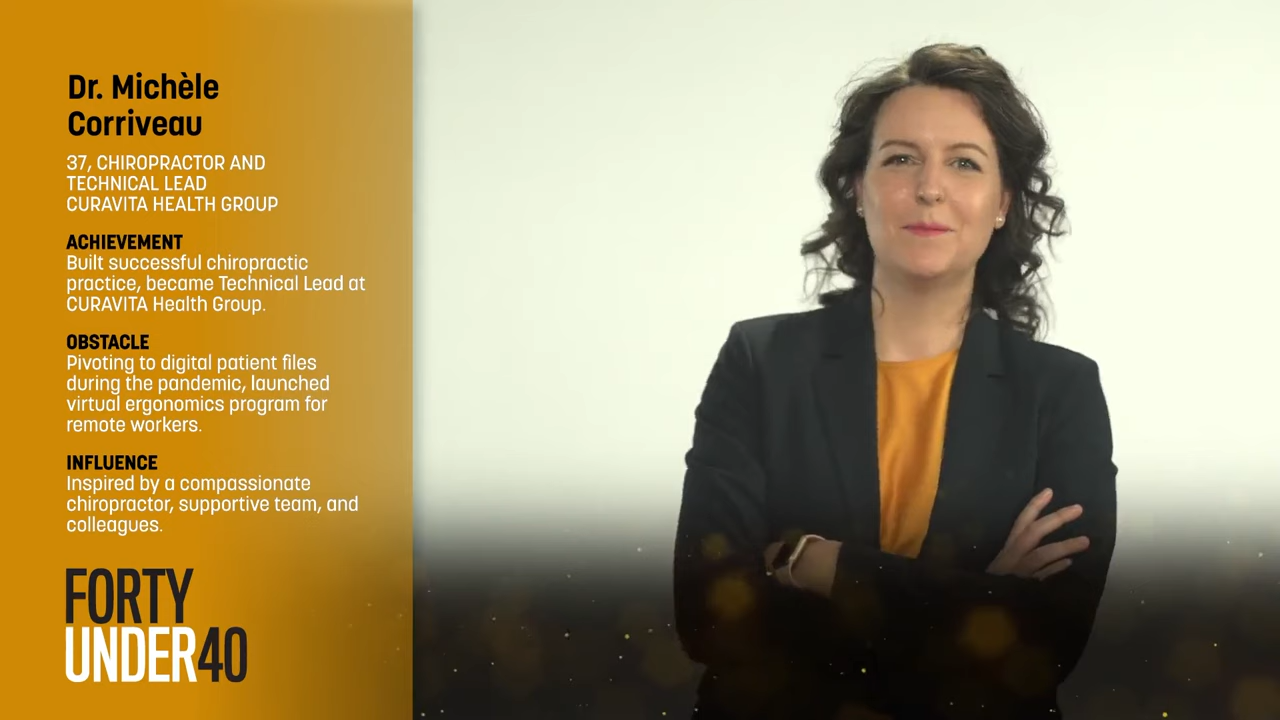 Dr. Michèle
Corriveau
37, CHIROPRACTOR AND
TECHNICAL LEAD
CURAVITA HEALTH GROUP
ACHIEVEMENT
Built successful chiropractic
practice, became Technical Lead at
CURAVITA Health Group.
OBSTACLE
Pivoting to digital patient files
during the pandemic, launched
virtual ergonomics program for
remote workers.
INFLUENCE
Inspired by a compassionate
chiropractor, supportive team, and
colleagues.
FORTY
UNDER40